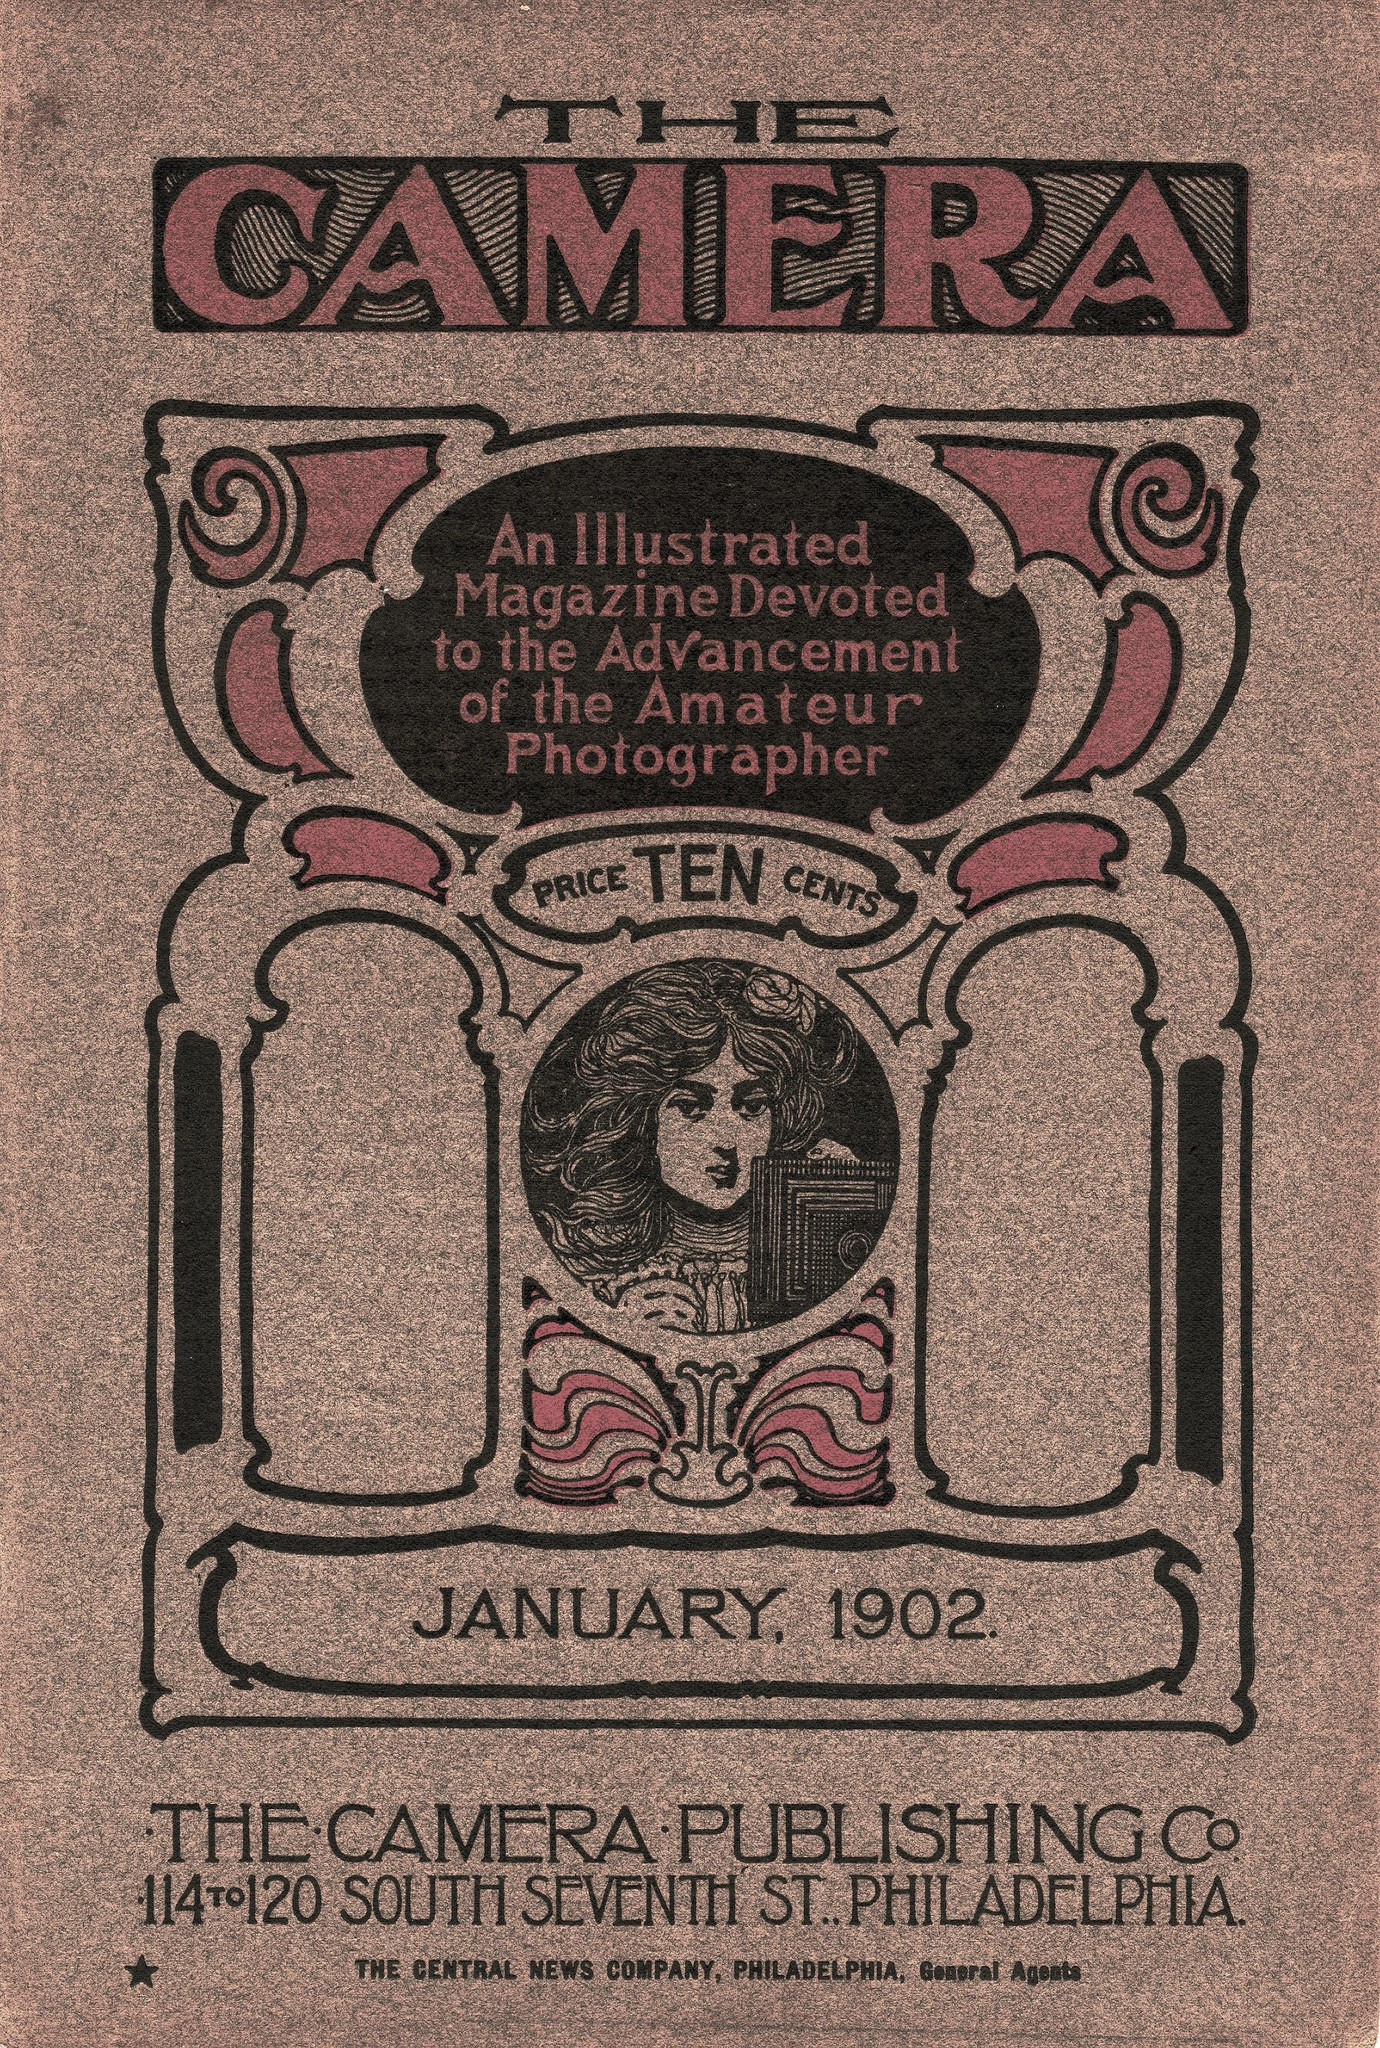 THE
CAMERA
An Illustrated
Magazine Devoted
to the Advancement
of the Amateur
Photographer
PRICE TEN CENTS
JANUARY, 1902.
·THE·CAMERA·PUBLISHING Co.
·114 TO 120 SOUTH SEVENTH ST., PHILADELPHIA.
THE CENTRAL NEWS COMPANY, PHILADELPHIA, General Agents